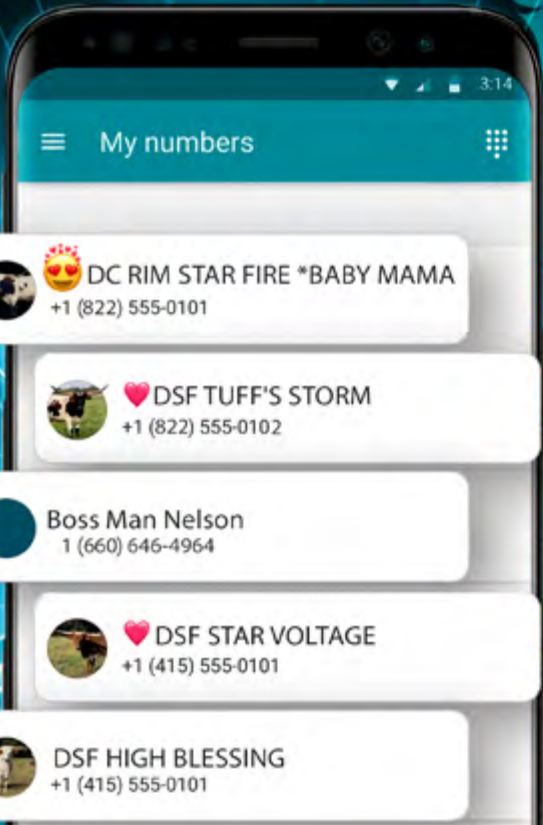 3:14
My numbers
DC RIM STAR FIRE *BABY MAMA
+1 (822) 555-0101
DSF TUFF'S STORM
+1 (822) 555-0102
Boss Man Nelson
1 (660) 646-4964
DSF STAR VOLTAGE
+1 (415) 555-0101
DSF HIGH BLESSING
+1 (415) 555-0101